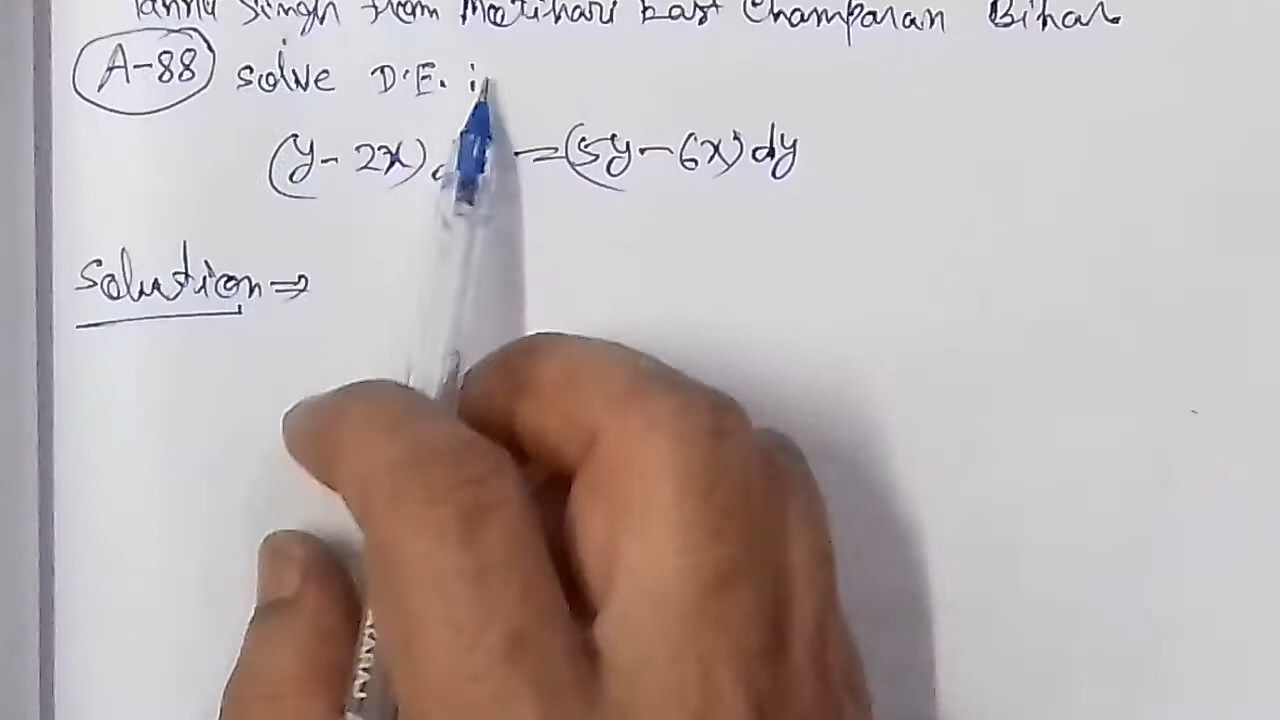 Singh from Motihari East Champaran Bihar
A-88 solve D.E. :
(y-2x) =(5y-6x)dy
Solution ⇒